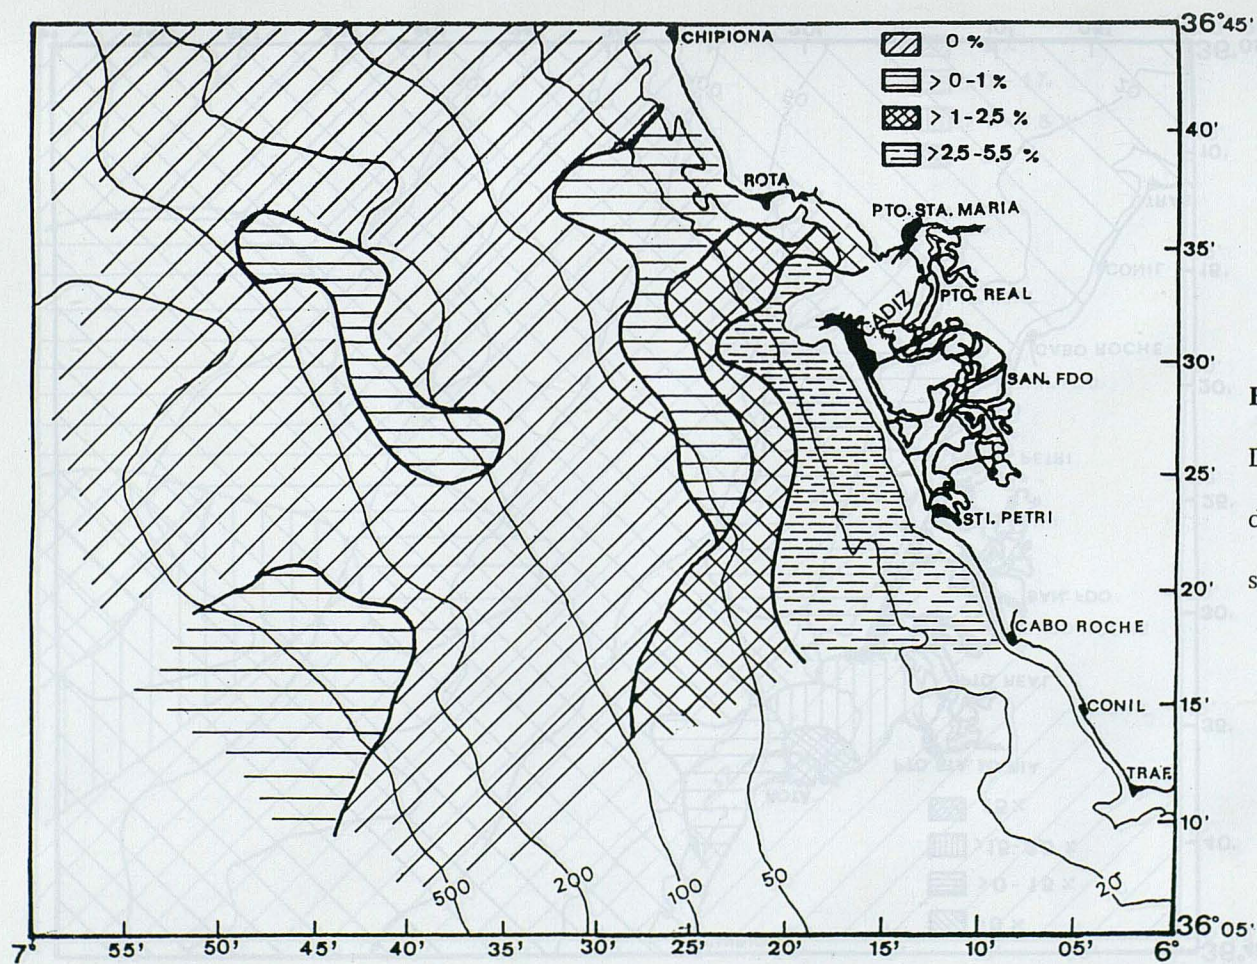 CHIPIONA
0 %
> 0-1 %
> 1-2,5 %
>2,5-5,5 %
36°45'
40'
35'
30'
25'
20'
15'
10'
36°05'
ROTA
PTO. STA. MARIA
PTO. REAL
CADIZ
SAN. FDO
STI. PETRI
CABO ROCHE
CONIL
TRAF.
500
200
100
50
20
7° 55' 50' 45' 40' 35' 30' 25' 20' 15' 10' 05' 6°